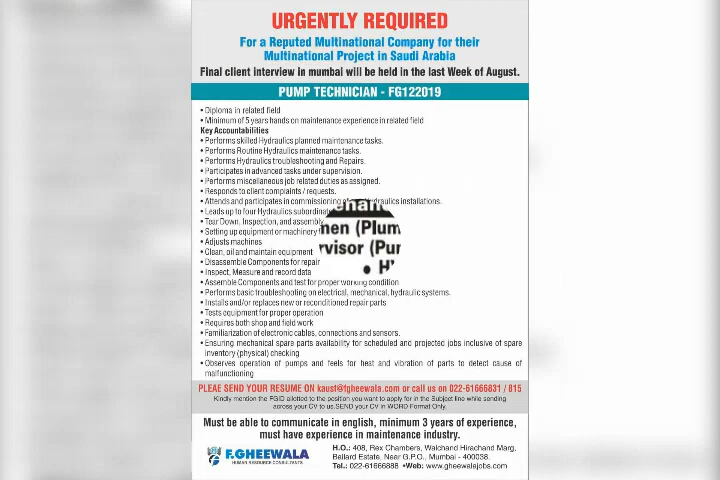 URGENTLY REQUIRED
For a Reputed Multinational Company for their
Multinational Project in Saudi Arabia
Final client interview in mumbai will be held in the last Week of August.
PUMP TECHNICIAN - FG122019
• Diploma in related field
• Minimum of 5 years hands on maintenance experience in related field
Key Accountabilities
• Performs skilled Hydraulics planned maintenance tasks.
• Performs Routine Hydraulics maintenance tasks.
• Performs Hydraulics troubleshooting and Repairs.
• Participates in advanced tasks under supervision.
• Performs miscellaneous job related duties as assigned.
• Responds to client complaints / requests.
• Attends and participates in commissioning of hydraulics installations.
• Leads up to four Hydraulics
• Tear Down, Inspection, and assembly
• Setting up equipment or machinery
• Adjusts machines
• Clean, oil and maintain equipment
• Disassemble Components for repair
• Inspect, Measure and record data
• Assemble Components and test for proper working condition
• Performs basic troubleshooting on electrical, mechanical, hydraulic systems.
• Installs and/or replaces new or reconditioned repair parts
• Tests equipment for proper operation
• Requires both shop and field work
• Familiarization of electronic cables, connections and sensors.
• Ensuring mechanical spare parts availability for scheduled and projected jobs inclusive of spare
inventory (physical) checking
• Observes operation of pumps and feels for heat and vibration of parts to detect cause of
malfunctioning
PLEAE SEND YOUR RESUME ON kaust@fgheewala.com or call us on 022-61666831 / 815
Kindly mention the FGID allotted to the position you want to apply for in the Subject line while sending
across your CV to us.SEND your CV in WORD Format Only.
Must be able to communicate in english, minimum 3 years of experience,
must have experience in maintenance industry.
F.GHEEWALA
HUMAN RESOURCE CONSULTANTS
H.O.: 408, Rex Chambers, Walchand Hirachand Marg,
Ballard Estate, Near G.P.O., Mumbai - 400038.
Tel.: 022-61666888 •Web: www.gheewalajobs.com